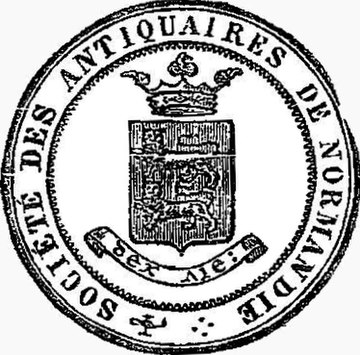 SOCIÉTÉ DES ANTIQUAIRES DE NORMANDIE
dex aie: